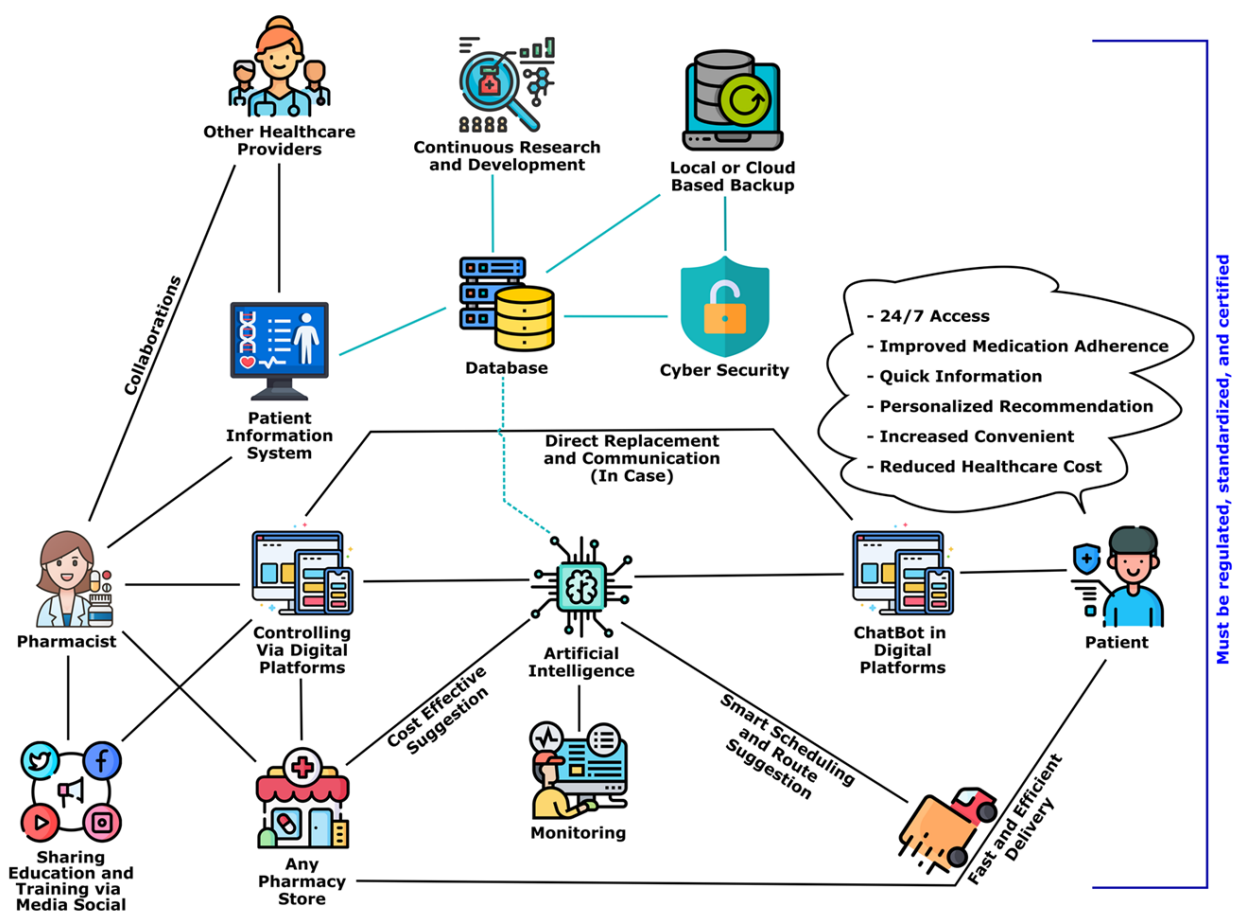 Other Healthcare
Providers
Continuous Research
and Development
Local or Cloud
Based Backup
Collaborations
Patient
Information
System
Database
Cyber Security
- 24/7 Access
- Improved Medication Adherence
- Quick Information
- Personalized Recommendation
- Increased Convenient
- Reduced Healthcare Cost
Must be regulated, standardized, and certified
Direct Replacement
and Communication
(In Case)
Pharmacist
Controlling
Via Digital
Platforms
Artificial
Intelligence
ChatBot in
Digital
Platforms
Patient
Cost Effective
Suggestion
Smart Scheduling
and Route
Suggestion
Fast and Efficient
Delivery
Sharing
Education and
Training via
Media Social
Any
Pharmacy
Store
Monitoring